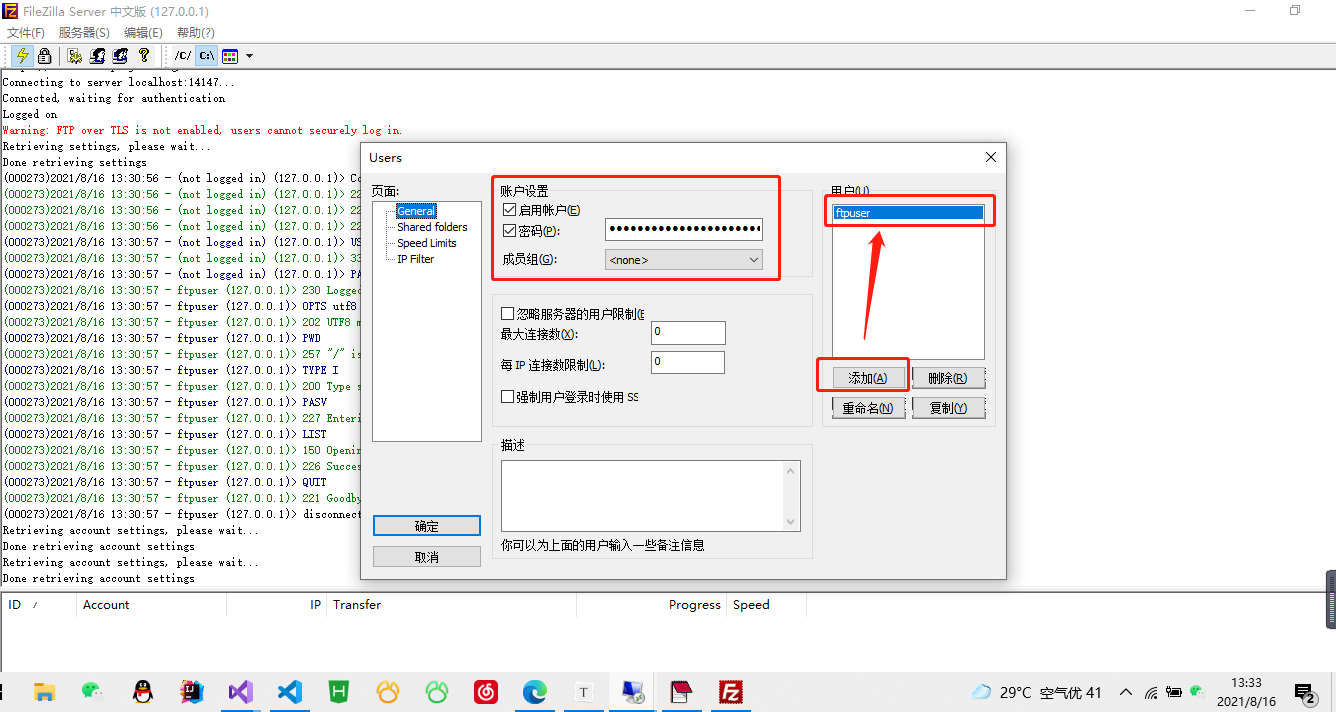 FileZilla Server 中文版 (127.0.0.1)
文件(F) 服务器(S) 编辑(E) 帮助(?)
/C/ C:\
Connecting to server localhost:14147...
Connected, waiting for authentication
Logged on
Warning: FTP over TLS is not enabled, users cannot securely log in.
Retrieving settings, please wait...
Done retrieving settings
(000273)2021/8/16 13:30:56 - (not logged in) (127.0.0.1)> Co
(000273)2021/8/16 13:30:56 - (not logged in) (127.0.0.1)> 22
(000273)2021/8/16 13:30:56 - (not logged in) (127.0.0.1)> 22
(000273)2021/8/16 13:30:56 - (not logged in) (127.0.0.1)> 22
(000273)2021/8/16 13:30:57 - (not logged in) (127.0.0.1)> US
(000273)2021/8/16 13:30:57 - (not logged in) (127.0.0.1)> 33
(000273)2021/8/16 13:30:57 - (not logged in) (127.0.0.1)> PA
(000273)2021/8/16 13:30:57 - ftpuser (127.0.0.1)> 230 Logged
(000273)2021/8/16 13:30:57 - ftpuser (127.0.0.1)> OPTS utf8
(000273)2021/8/16 13:30:57 - ftpuser (127.0.0.1)> 202 UTF8 m
(000273)2021/8/16 13:30:57 - ftpuser (127.0.0.1)> PWD
(000273)2021/8/16 13:30:57 - ftpuser (127.0.0.1)> 257 "/" is
(000273)2021/8/16 13:30:57 - ftpuser (127.0.0.1)> TYPE I
(000273)2021/8/16 13:30:57 - ftpuser (127.0.0.1)> 200 Type s
(000273)2021/8/16 13:30:57 - ftpuser (127.0.0.1)> PASV
(000273)2021/8/16 13:30:57 - ftpuser (127.0.0.1)> 227 Enteri
(000273)2021/8/16 13:30:57 - ftpuser (127.0.0.1)> LIST
(000273)2021/8/16 13:30:57 - ftpuser (127.0.0.1)> 150 Openin
(000273)2021/8/16 13:30:57 - ftpuser (127.0.0.1)> 226 Succes
(000273)2021/8/16 13:30:57 - ftpuser (127.0.0.1)> QUIT
(000273)2021/8/16 13:30:57 - ftpuser (127.0.0.1)> 221 Goodby
(000273)2021/8/16 13:30:57 - ftpuser (127.0.0.1)> disconnect
Retrieving account settings, please wait...
Done retrieving account settings
Retrieving account settings, please wait...
Done retrieving account settings
Users
页面:
General
Shared folders
Speed Limits
IP Filter
确定
取消
账户设置
启用帐户(E)
密码(P):
成员组(G): <none>
忽略服务器的用户限制(B
最大连接数(X): 0
每 IP 连接数限制(L): 0
强制用户登录时使用 SS
描述
你可以为上面的用户输入一些备注信息
用户(U)
ftpuser
添加(A) 删除(R)
重命名(N) 复制(Y)
ID Account IP Transfer Progress Speed
29°C 空气优 41
13:33
2021/8/16
2